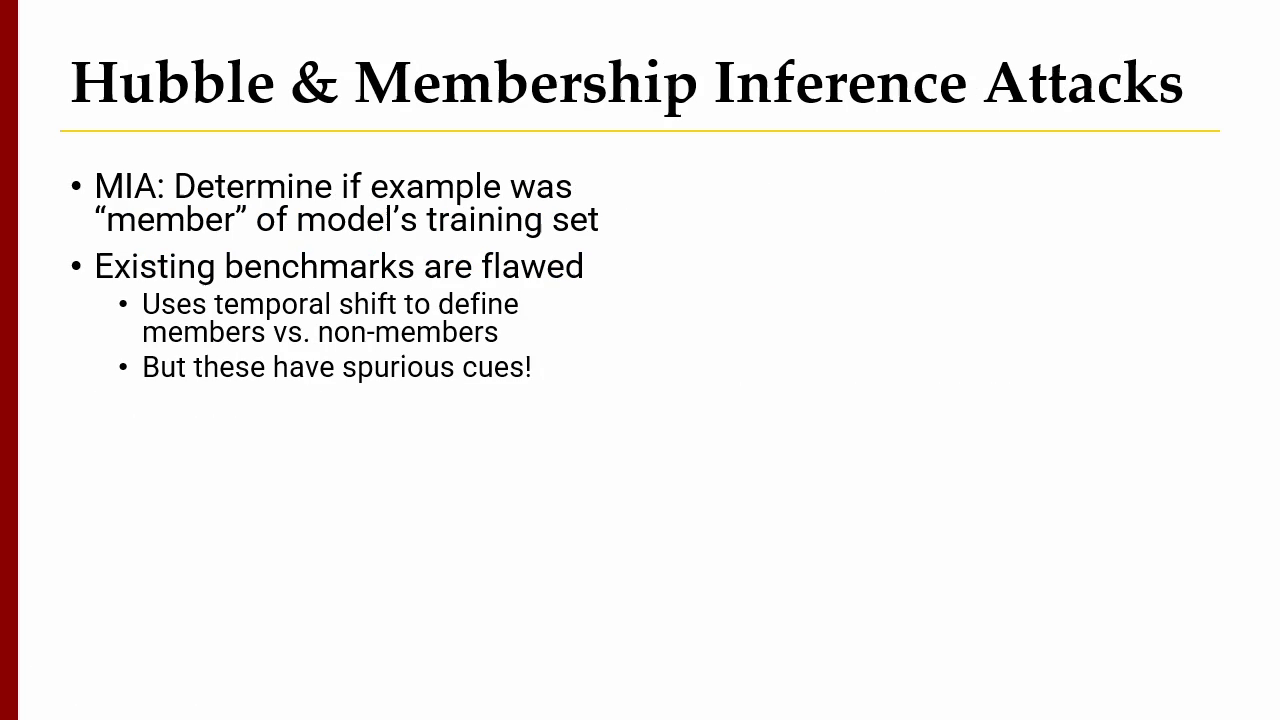 Hubble & Membership Inference Attacks
• MIA: Determine if example was
“member” of model’s training set
• Existing benchmarks are flawed
• Uses temporal shift to define
members vs. non-members
• But these have spurious cues!